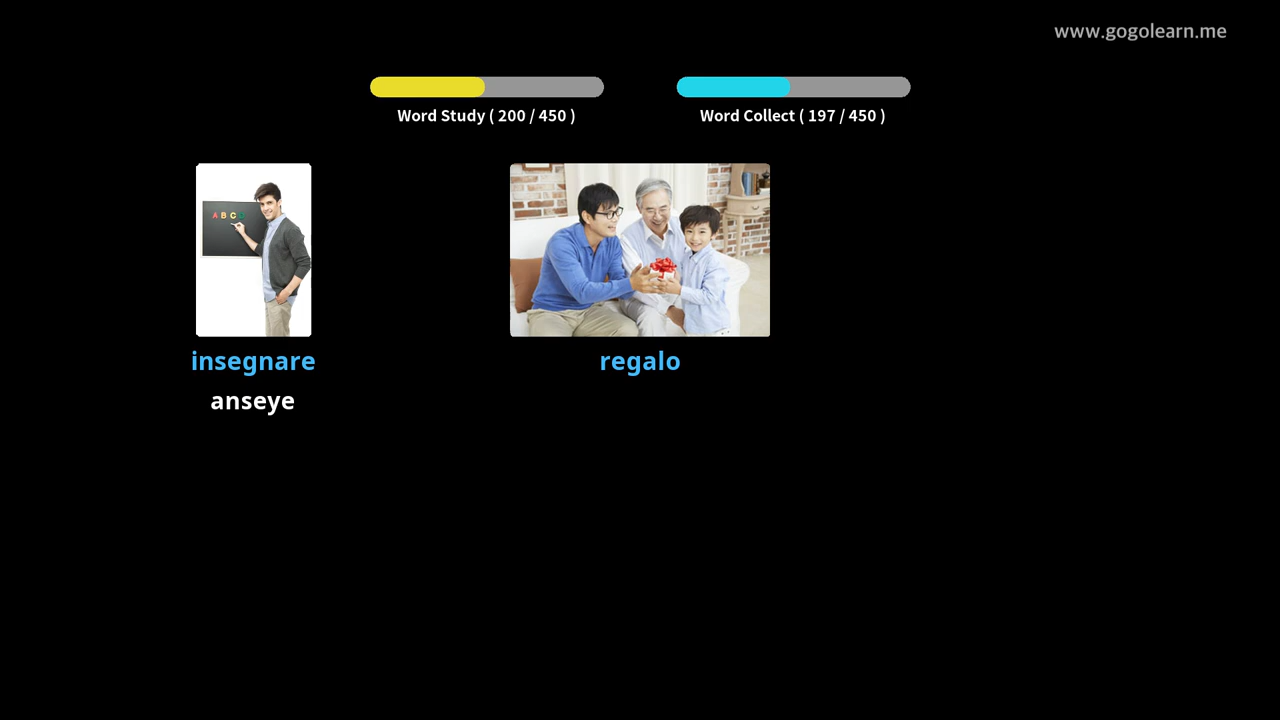 www.gogolearn.me
Word Study ( 200 / 450 )
Word Collect ( 197 / 450 )
A B C D
insegnare
regalo
anseye